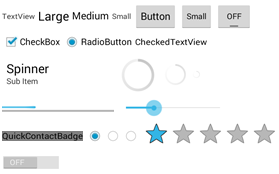 TextView Large Medium Small Button Small OFF
CheckBox RadioButton CheckedTextView
Spinner
Sub Item
QuickContactBadge
OFF